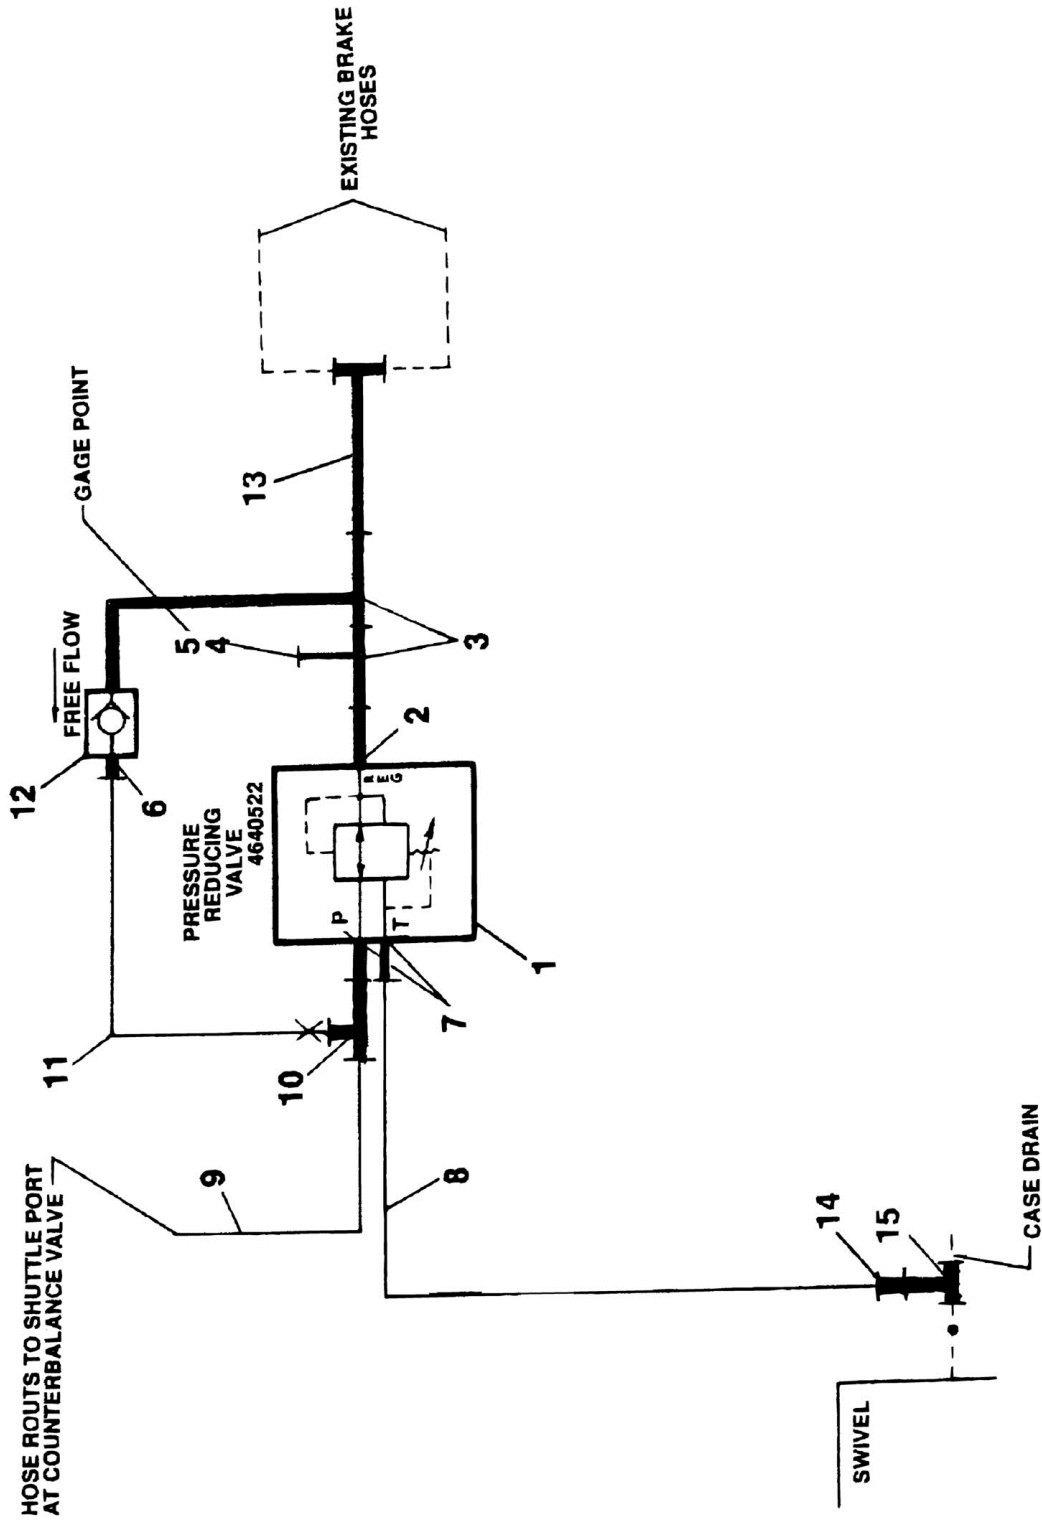 HOSE ROUTS TO SHUTTLE PORT
AT COUNTERBALANCE VALVE
9
11
10
12
6
FREE FLOW
GAGE POINT
5
4
PRESSURE
REDUCING
VALVE
4640522
P
T
REG
1
7
2
3
13
EXISTING BRAKE
HOSES
8
14
15
SWIVEL
CASE DRAIN